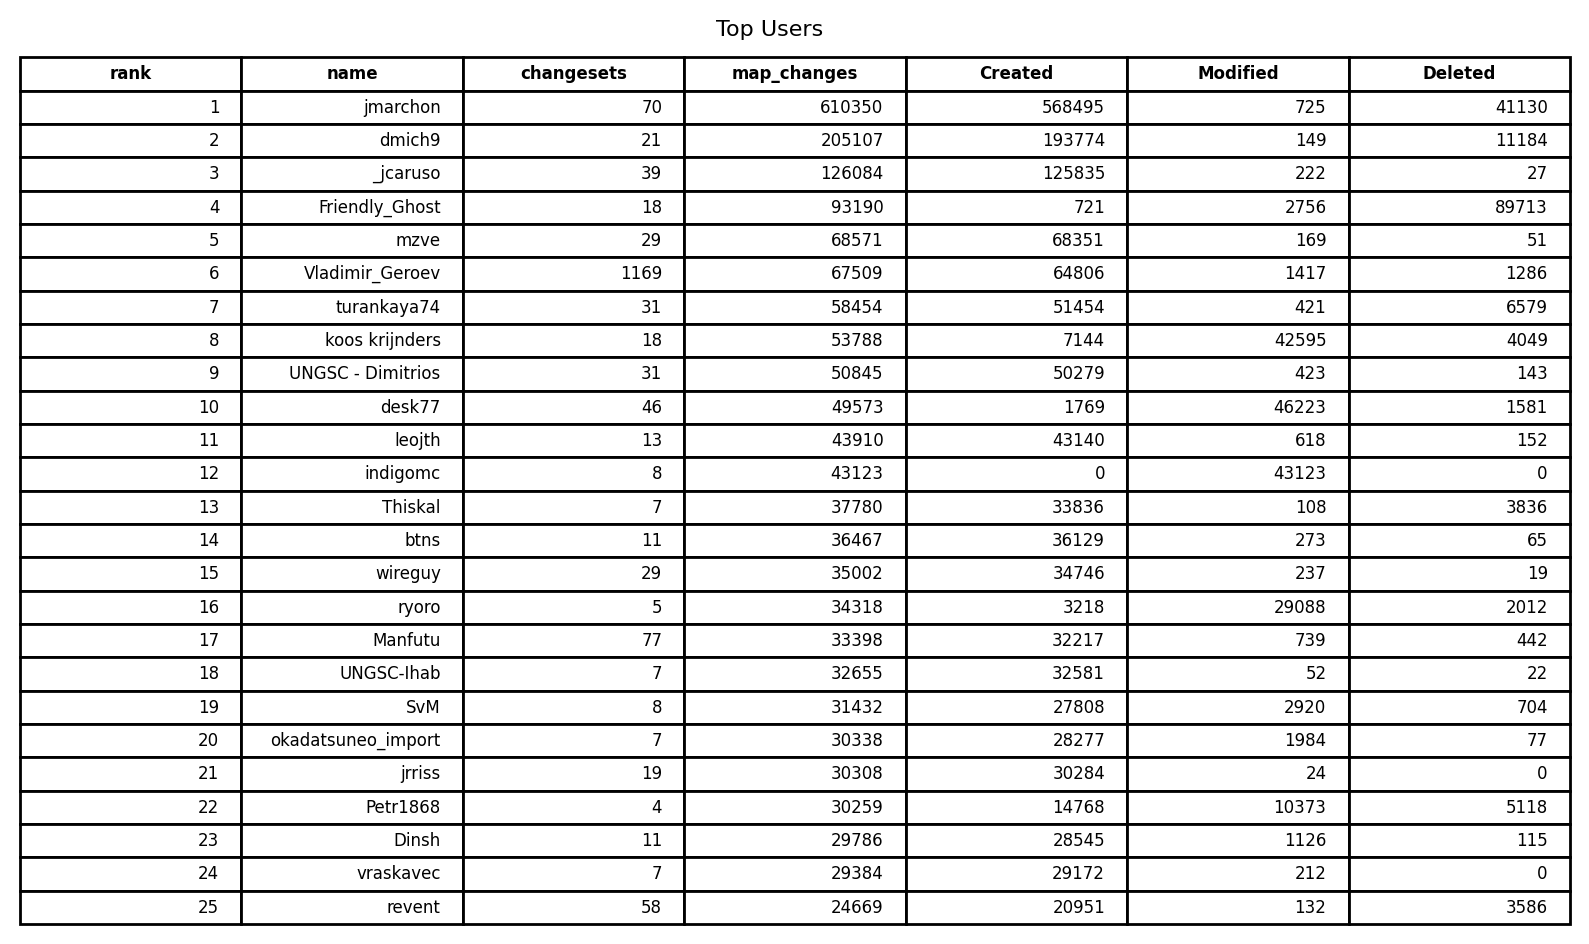 Top Users
rank name changesets map_changes Created Modified Deleted
1 jmarchon 70 610350 568495 725 41130
2 dmich9 21 205107 193774 149 11184
3 _jcaruso 39 126084 125835 222 27
4 Friendly_Ghost 18 93190 721 2756 89713
5 mzve 29 68571 68351 169 51
6 Vladimir_Geroev 1169 67509 64806 1417 1286
7 turankaya74 31 58454 51454 421 6579
8 koos krijnders 18 53788 7144 42595 4049
9 UNGSC - Dimitrios 31 50845 50279 423 143
10 desk77 46 49573 1769 46223 1581
11 leojth 13 43910 43140 618 152
12 indigomc 8 43123 0 43123 0
13 Thiskal 7 37780 33836 108 3836
14 btns 11 36467 36129 273 65
15 wireguy 29 35002 34746 237 19
16 ryoro 5 34318 3218 29088 2012
17 Manfutu 77 33398 32217 739 442
18 UNGSC-Ihab 7 32655 32581 52 22
19 SvM 8 31432 27808 2920 704
20 okadatsuneo_import 7 30338 28277 1984 77
21 jrriss 19 30308 30284 24 0
22 Petr1868 4 30259 14768 10373 5118
23 Dinsh 11 29786 28545 1126 115
24 vraskavec 7 29384 29172 212 0
25 revent 58 24669 20951 132 3586